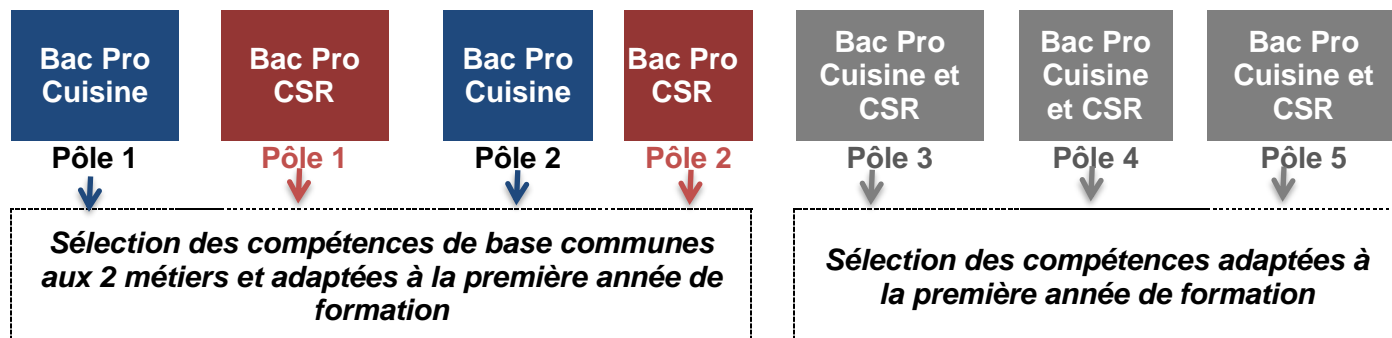 Bac Pro
Cuisine
Bac Pro
CSR
Bac Pro
Cuisine
Bac Pro
CSR
Bac Pro
Cuisine et
CSR
Bac Pro
Cuisine
et CSR
Bac Pro
Cuisine et
CSR
Pôle 1
Pôle 1
Pôle 2
Pôle 2
Pôle 3
Pôle 4
Pôle 5
Sélection des compétences de base communes
aux 2 métiers et adaptées à la première année de
formation
Sélection des compétences adaptées à
la première année de formation